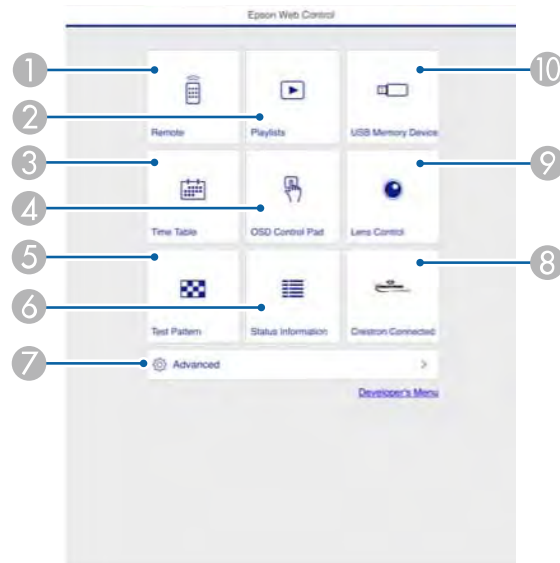 Epson Web Control
1
10
2
Remote
Playlists
USB Memory Device
3
9
4
Time Table
OSD Control Pad
Lens Control
5
8
6
Test Pattern
Status Information
Crestron Connected
7
Advanced
Developer's Menu